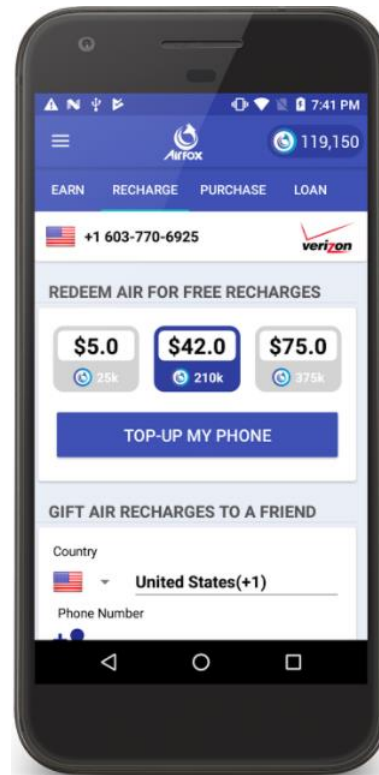 7:41 PM
AIRFOX
119,150
EARN RECHARGE PURCHASE LOAN
+1 603-770-6925
verizon
REDEEM AIR FOR FREE RECHARGES
$5.0 $42.0 $75.0
25k 210k 375k
TOP-UP MY PHONE
GIFT AIR RECHARGES TO A FRIEND
Country
United States(+1)
Phone Number